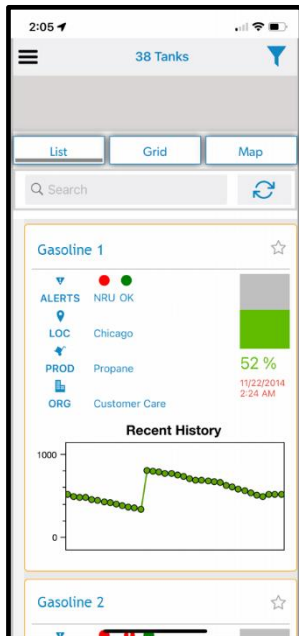 2:05
38 Tanks
List Grid Map
Search
Gasoline 1
ALERTS NRU OK
LOC Chicago
PROD Propane
ORG Customer Care
52 %
11/22/2014
2:24 AM
Recent History
1000
0
Gasoline 2